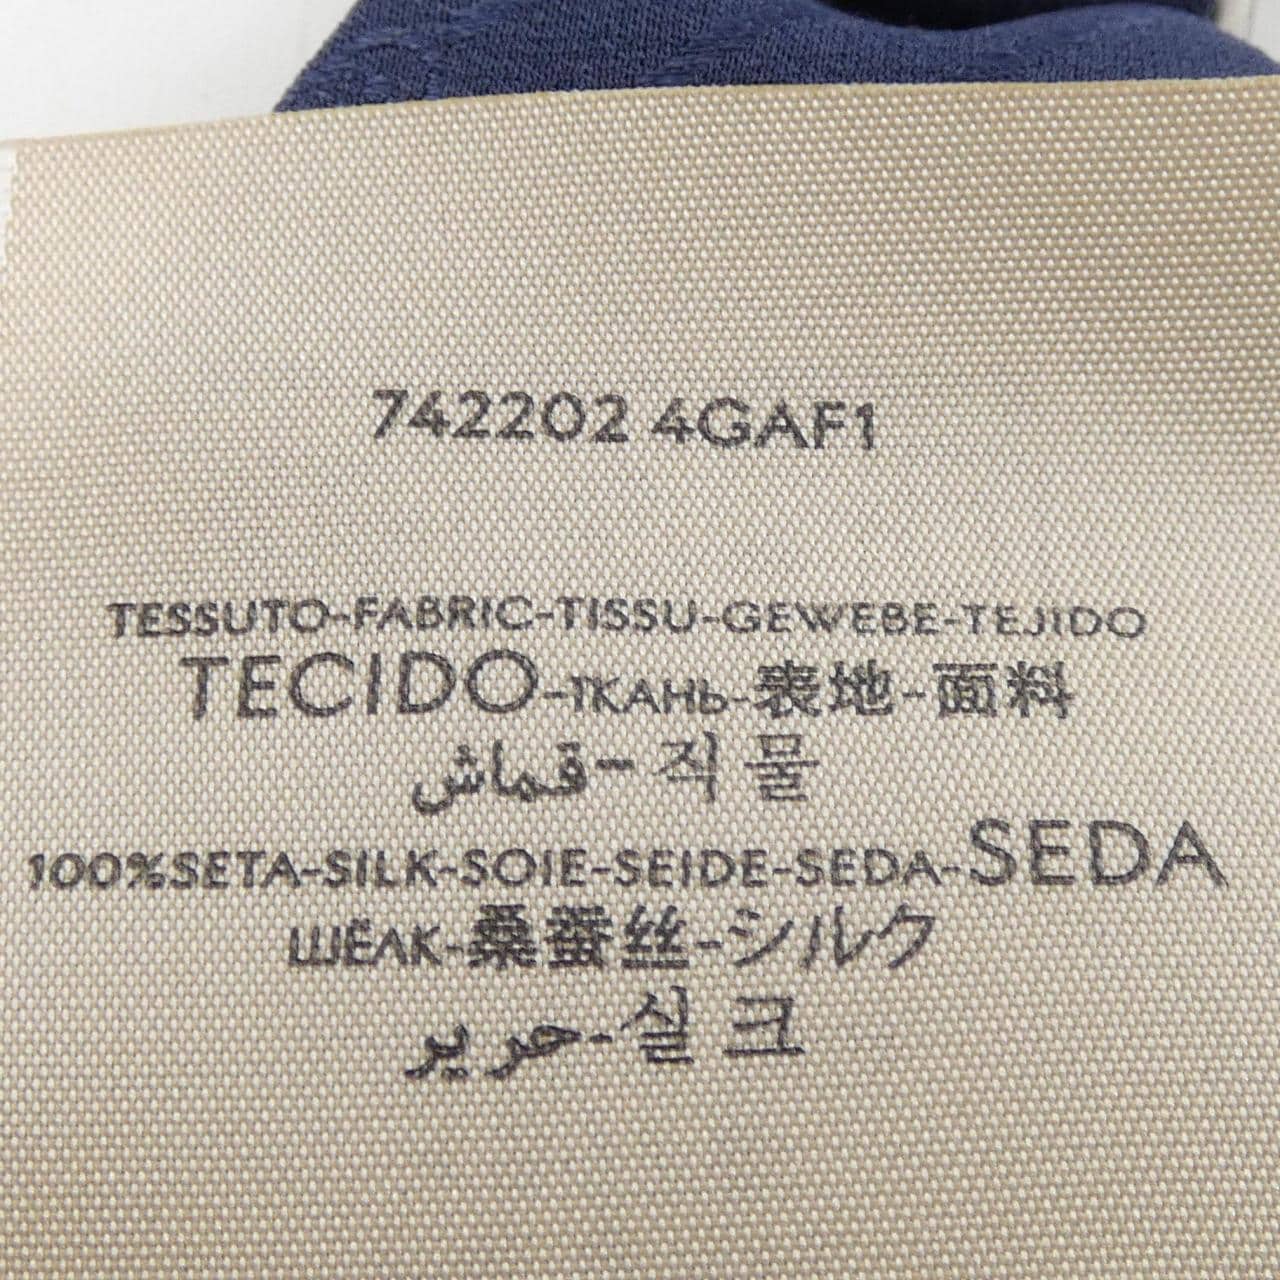 742202 4GAF1
TESSUTO-FABRIC-TISSU-GEWEBE-TEJIDO
TECIDO-ТКАНЬ-表地-面料
قماش-직물
100%SETA-SILK-SOIE-SEIDE-SEDA-SEDA
ШЁЛК-桑蚕丝-シルク
حرير-실크